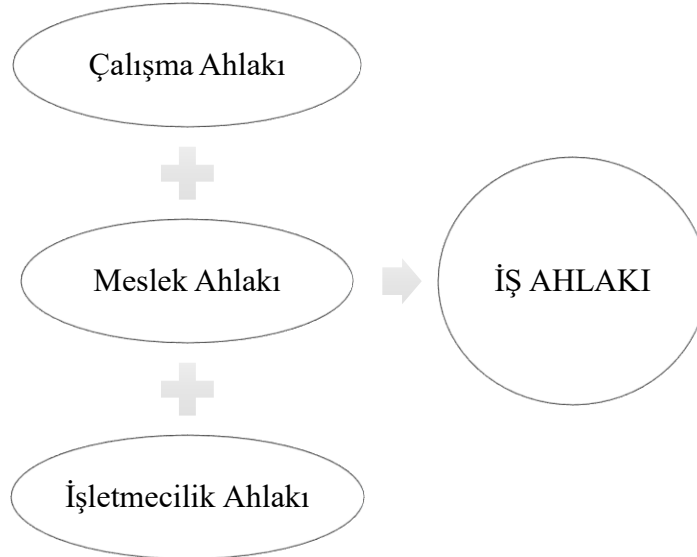 Çalışma Ahlakı
Meslek Ahlakı
İŞ AHLAKI
İşletmecilik Ahlakı